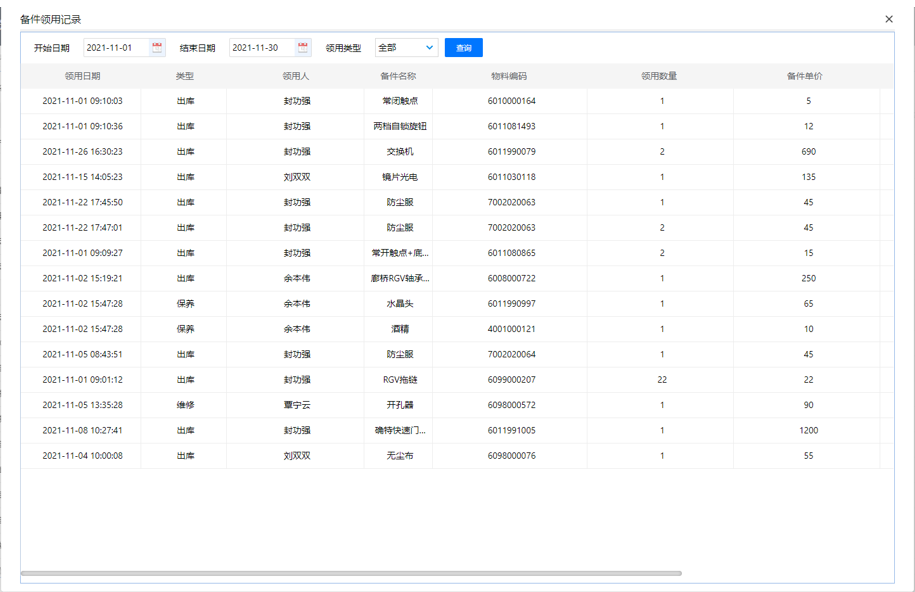 备件领用记录
开始日期 2021-11-01 结束日期 2021-11-30 领用类型 全部 查询
领用日期 类型 领用人 备件名称 物料编码 领用数量 备件单价
2021-11-01 09:10:03 出库 封功强 常闭触点 6010000164 1 5
2021-11-01 09:10:36 出库 封功强 两档自锁旋钮 6011081493 1 12
2021-11-26 16:30:23 出库 封功强 交换机 6011990079 2 690
2021-11-15 14:05:23 出库 刘双双 镜片光电 6011030118 1 135
2021-11-22 17:45:50 出库 封功强 防尘服 7002020063 1 45
2021-11-22 17:47:01 出库 封功强 防尘服 7002020063 2 45
2021-11-01 09:09:27 出库 封功强 常开触点+底... 6011080865 2 15
2021-11-02 15:19:21 出库 余本伟 廊桥RGV轴承... 6008000722 1 250
2021-11-02 15:47:28 保养 余本伟 水晶头 6011990997 1 65
2021-11-02 15:47:28 保养 余本伟 酒精 4001000121 1 10
2021-11-05 08:43:51 出库 封功强 防尘服 7002020064 1 45
2021-11-01 09:01:12 出库 封功强 RGV拖链 6099000207 22 22
2021-11-05 13:35:28 维修 覃宁云 开孔器 6098000572 1 90
2021-11-08 10:27:41 出库 封功强 确特快速门... 6011991005 1 1200
2021-11-04 10:00:08 出库 刘双双 无尘布 6098000076 1 55